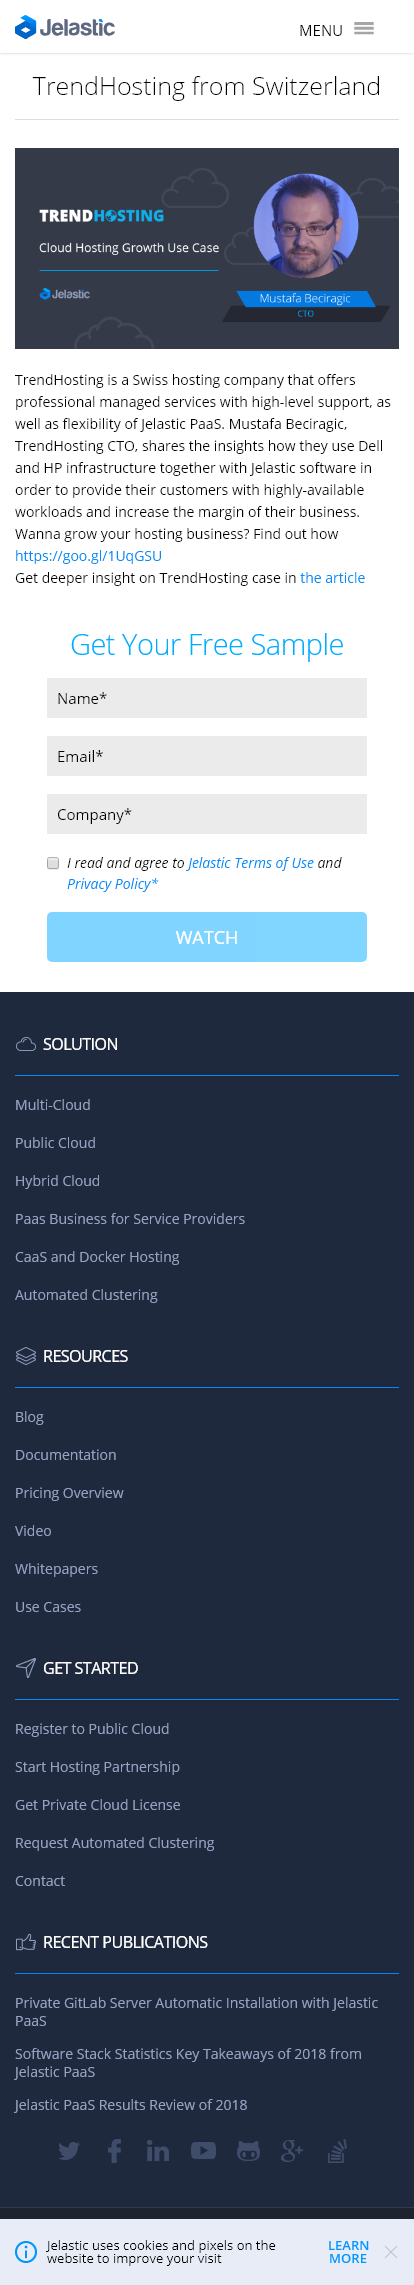 Jelastic
MENU
TrendHosting from Switzerland
TRENDHOSTING
Cloud Hosting Growth Use Case
Jelastic
Mustafa Beciragic
CTO
TrendHosting is a Swiss hosting company that offers
professional managed services with high-level support, as
well as flexibility of Jelastic PaaS. Mustafa Beciragic,
TrendHosting CTO, shares the insights how they use Dell
and HP infrastructure together with Jelastic software in
order to provide their customers with highly-available
workloads and increase the margin of their business.
Wanna grow your hosting business? Find out how
https://goo.gl/1UqGSU
Get deeper insight on TrendHosting case in the article
Get Your Free Sample
Name*
Email*
Company*
I read and agree to Jelastic Terms of Use and
Privacy Policy*
WATCH
SOLUTION
Multi-Cloud
Public Cloud
Hybrid Cloud
Paas Business for Service Providers
CaaS and Docker Hosting
Automated Clustering
RESOURCES
Blog
Documentation
Pricing Overview
Video
Whitepapers
Use Cases
GET STARTED
Register to Public Cloud
Start Hosting Partnership
Get Private Cloud License
Request Automated Clustering
Contact
RECENT PUBLICATIONS
Private GitLab Server Automatic Installation with Jelastic
PaaS
Software Stack Statistics Key Takeaways of 2018 from
Jelastic PaaS
Jelastic PaaS Results Review of 2018
Jelastic uses cookies and pixels on the
website to improve your visit
LEARN
MORE